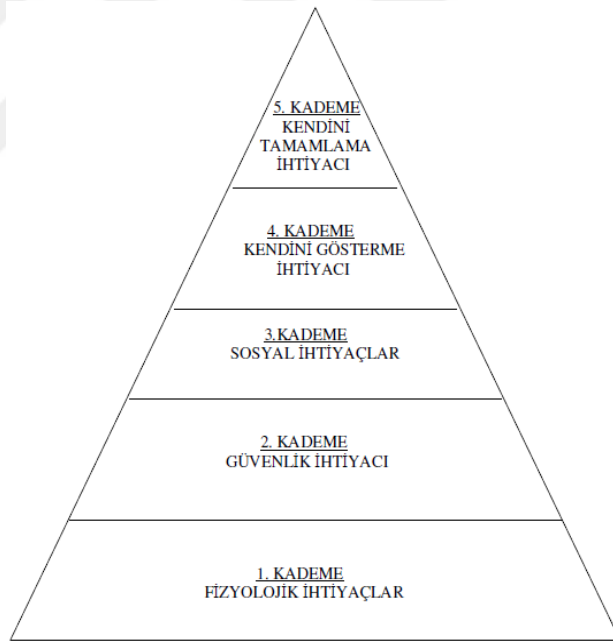 5. KADEME
KENDİNİ
TAMAMLAMA
İHTİYACI
4. KADEME
KENDİNİ GÖSTERME
İHTİYACI
3.KADEME
SOSYAL İHTİYAÇLAR
2. KADEME
GÜVENLİK İHTİYACI
1. KADEME
FİZYOLOJİK İHTİYAÇLAR